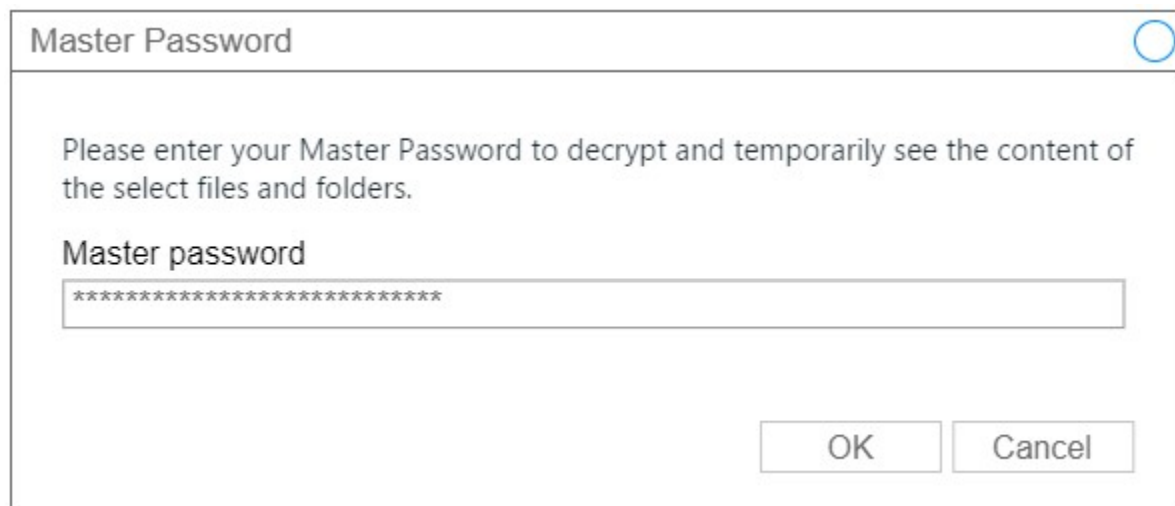 Master Password
Please enter your Master Password to decrypt and temporarily see the content of
the select files and folders.
Master password
****************************
OK
Cancel